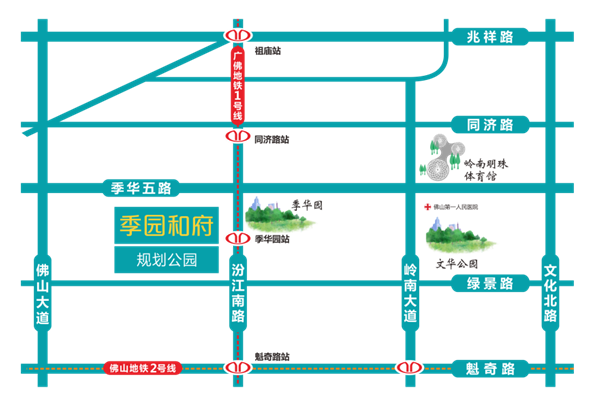 兆祥路
祖庙站
广佛地铁1号线
同济路
同济路站
岭南明珠
体育馆
季华五路
季园和府
规划公园
季华园
季华园站
佛山第一人民医院
文华公园
佛山大道
汾江南路
岭南大道
文化北路
绿景路
魁奇路站
佛山地铁2号线
魁奇路